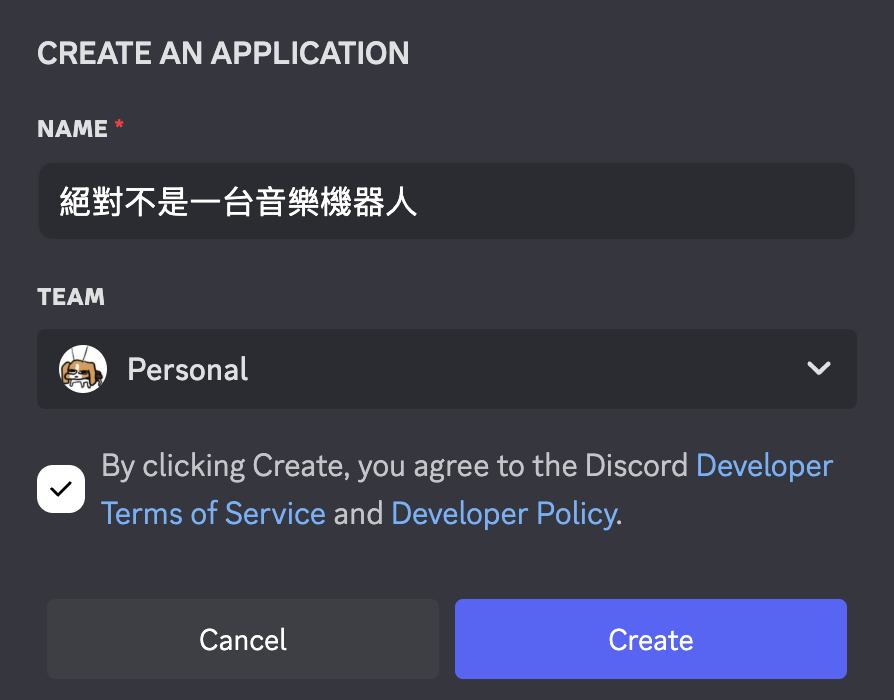 CREATE AN APPLICATION
NAME *
絕對不是一台音樂機器人
TEAM
Personal
By clicking Create, you agree to the Discord Developer
Terms of Service and Developer Policy.
Cancel
Create